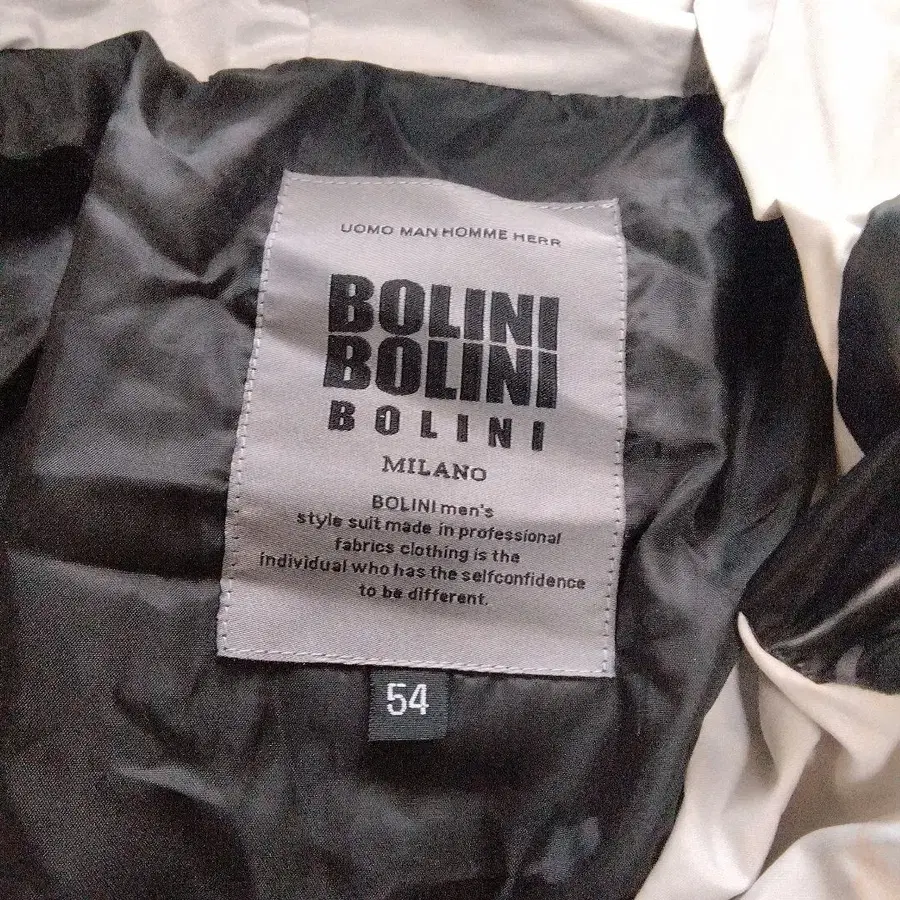 UOMO MAN HOMME HERR
BOLINI
BOLINI
BOLINI
MILANO
BOLINI men's
style suit made in professional
fabrics clothing is the
individual who has the selfconfidence
to be different.
54